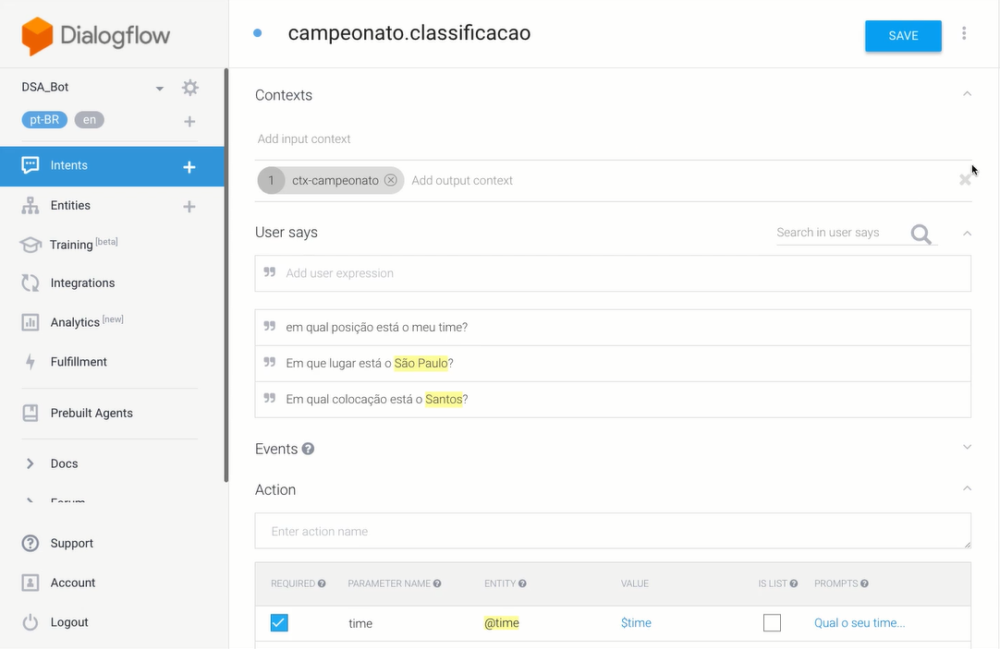 Dialogflow
campeonato.classificacao
SAVE
DSA_Bot
pt-BR en
Intents
Entities
Training [beta]
Integrations
Analytics [new]
Fulfillment
Prebuilt Agents
Docs
Forum
Support
Account
Logout
Contexts
Add input context
1 ctx-campeonato Add output context
User says
Search in user says
Add user expression
em qual posição está o meu time?
Em que lugar está o São Paulo?
Em qual colocação está o Santos?
Events
Action
Enter action name
REQUIRED PARAMETER NAME ENTITY VALUE IS LIST PROMPTS
time @time $time Qual o seu time...